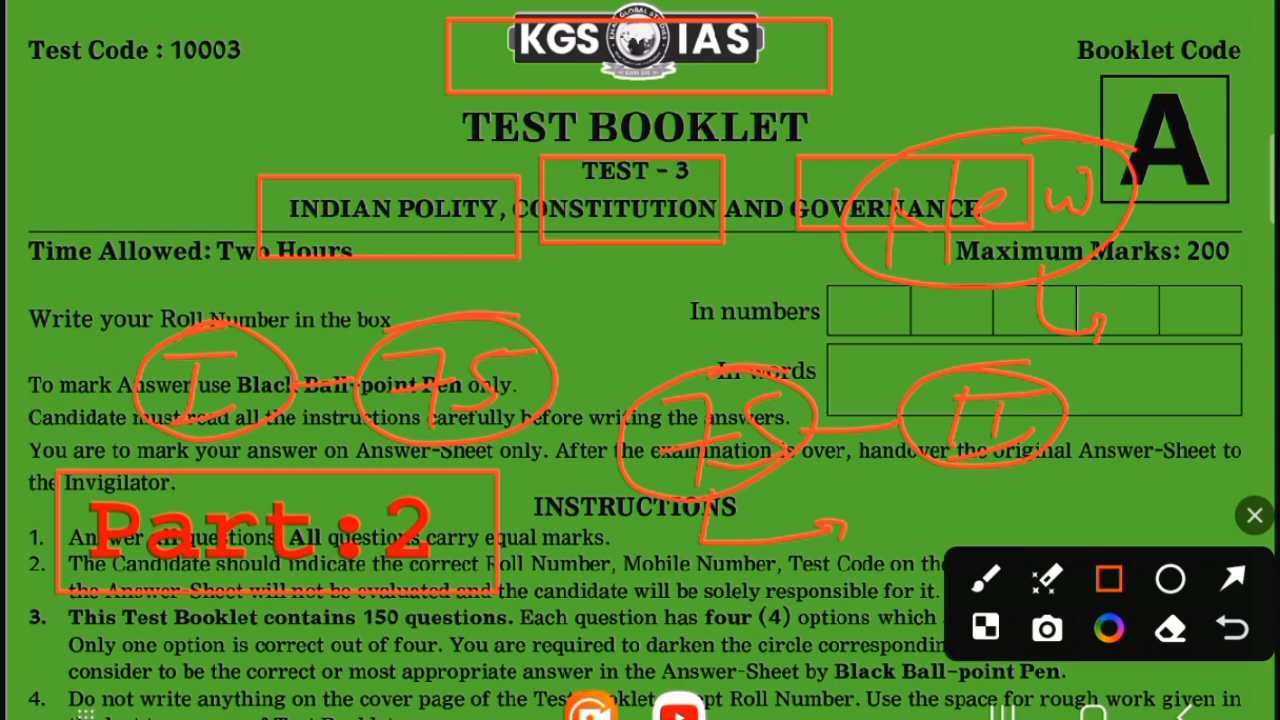 KGS IAS
KHAN GLOBAL STUDIES
Test Code : 10003
Booklet Code
A
TEST BOOKLET
TEST – 3
INDIAN POLITY, CONSTITUTION AND GOVERNANCE
New
Time Allowed: Two Hours
Maximum Marks: 200
Write your Roll Number in the box
In numbers
In words
I 75
75 II
To mark Answer use Black Ball-point Pen only.
Candidate must read all the instructions carefully before writing the answers.
You are to mark your answer on Answer-Sheet only. After the examination is over, handover the original Answer-Sheet to
the Invigilator.
Part:2
INSTRUCTIONS
1. Answer all questions. All questions carry equal marks.
2. The Candidate should indicate the correct Roll Number, Mobile Number, Test Code on the
the Answer-Sheet will not be evaluated and the candidate will be solely responsible for it.
3. This Test Booklet contains 150 questions. Each question has four (4) options which
Only one option is correct out of four. You are required to darken the circle
consider to be the correct or most appropriate answer in the Answer-Sheet by Black Ball-point Pen.
4. Do not write anything on the cover page of the Test Roll Number. Use the space for rough work given in